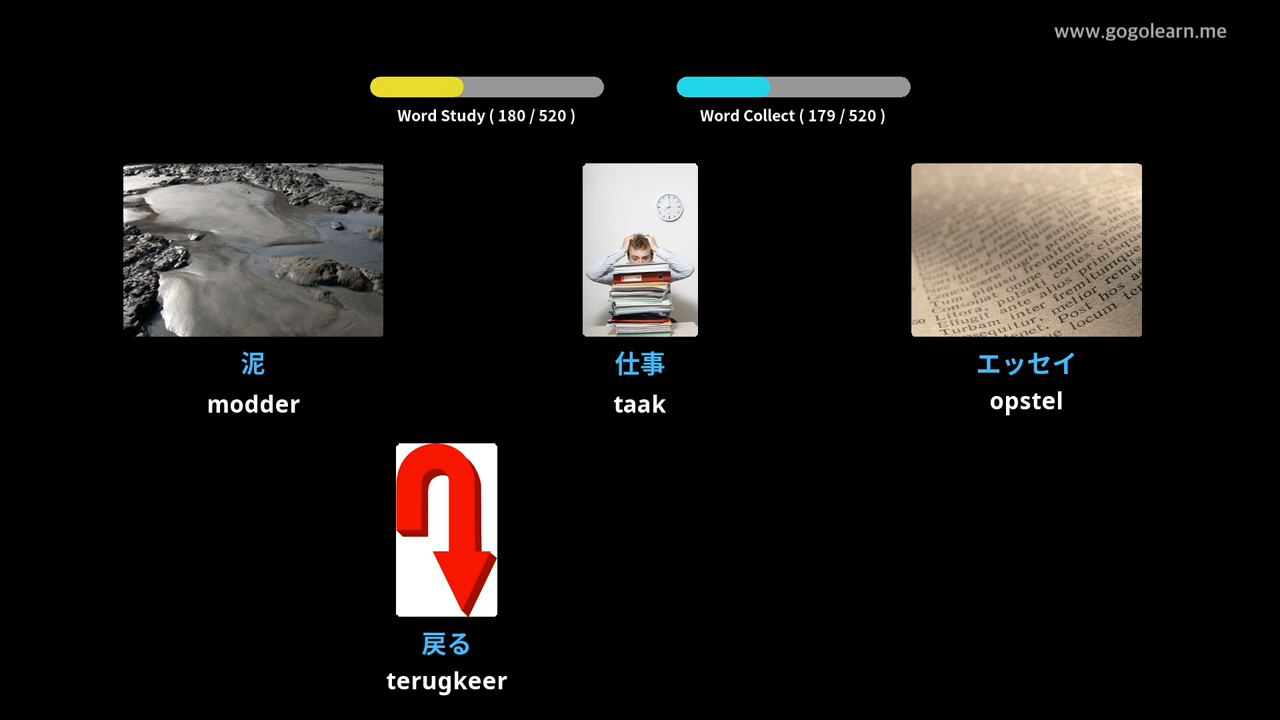 www.gogolearn.me
Word Study ( 180 / 520 )
Word Collect ( 179 / 520 )
泥
modder
仕事
taak
エッセイ
opstel
戻る
terugkeer